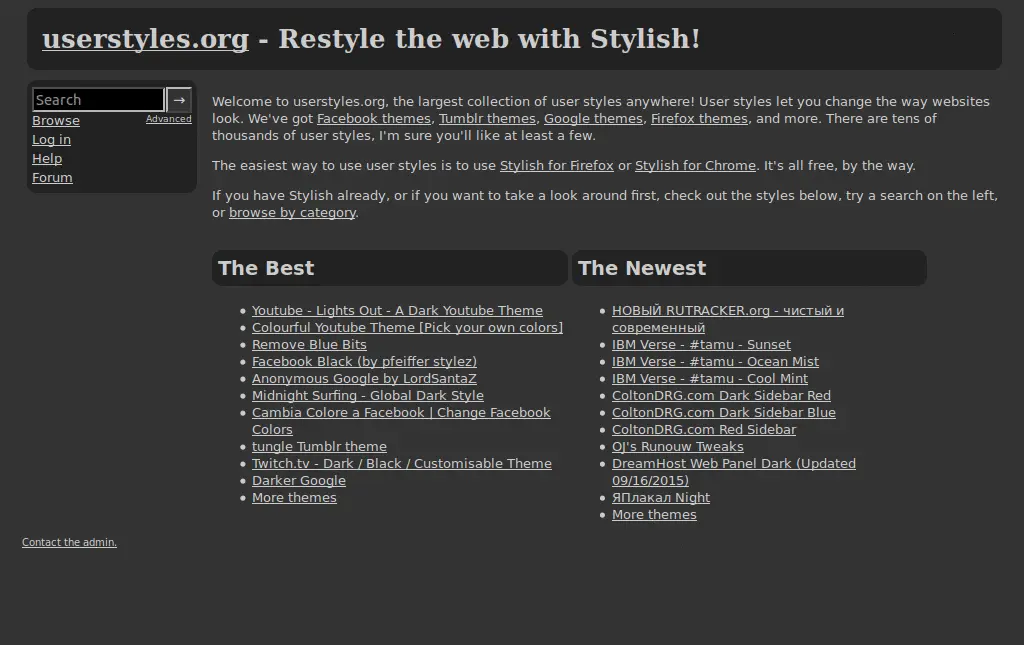 userstyles.org - Restyle the web with Stylish!
Search →
Browse Advanced
Log in
Help
Forum
Welcome to userstyles.org, the largest collection of user styles anywhere! User styles let you change the way websites
look. We've got Facebook themes, Tumblr themes, Google themes, Firefox themes, and more. There are tens of
thousands of user styles, I'm sure you'll like at least a few.
The easiest way to use user styles is to use Stylish for Firefox or Stylish for Chrome. It's all free, by the way.
If you have Stylish already, or if you want to take a look around first, check out the styles below, try a search on the left,
or browse by category.
The Best
Youtube - Lights Out - A Dark Youtube Theme
Colourful Youtube Theme [Pick your own colors]
Remove Blue Bits
Facebook Black (by pfeiffer stylez)
Anonymous Google by LordSantaZ
Midnight Surfing - Global Dark Style
Cambia Colore a Facebook | Change Facebook
Colors
tungle Tumblr theme
Twitch.tv - Dark / Black / Customisable Theme
Darker Google
More themes
The Newest
НОВЫЙ RUTRACKER.org - чистый и
современный
IBM Verse - #tamu - Sunset
IBM Verse - #tamu - Ocean Mist
IBM Verse - #tamu - Cool Mint
ColtonDRG.com Dark Sidebar Red
ColtonDRG.com Dark Sidebar Blue
ColtonDRG.com Red Sidebar
OJ's Runouw Tweaks
DreamHost Web Panel Dark (Updated
09/16/2015)
ЯПлакал Night
More themes
Contact the admin.